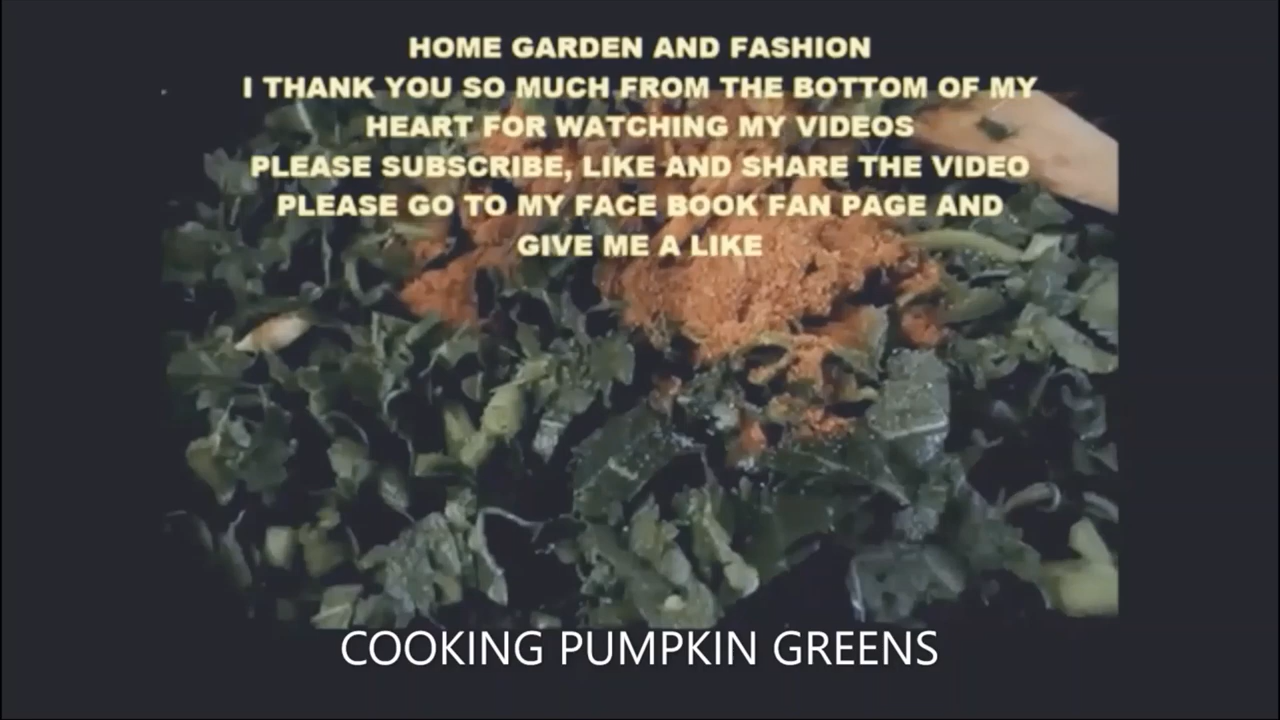 HOME GARDEN AND FASHION
I THANK YOU SO MUCH FROM THE BOTTOM OF MY
HEART FOR WATCHING MY VIDEOS
PLEASE SUBSCRIBE, LIKE AND SHARE THE VIDEO
PLEASE GO TO MY FACE BOOK FAN PAGE AND
GIVE ME A LIKE
COOKING PUMPKIN GREENS